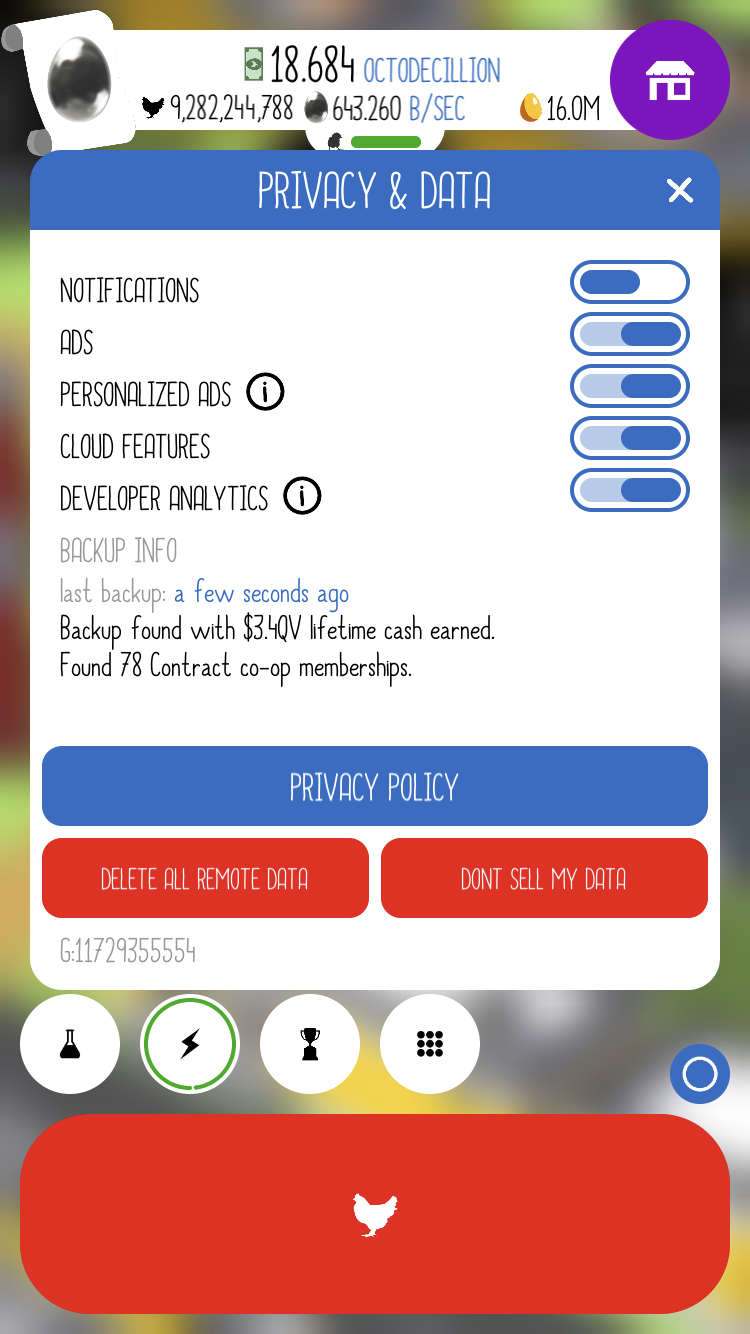 18.684 OCTODECILLION
9,282,244,788 643.260 B/SEC 16.0M
PRIVACY & DATA
NOTIFICATIONS
ADS
PERSONALIZED ADS
CLOUD FEATURES
DEVELOPER ANALYTICS
BACKUP INFO
last backup: a few seconds ago
Backup found with $3.4QV lifetime cash earned.
Found 78 Contract co-op memberships.
PRIVACY POLICY
DELETE ALL REMOTE DATA
DONT SELL MY DATA
G:11729355554